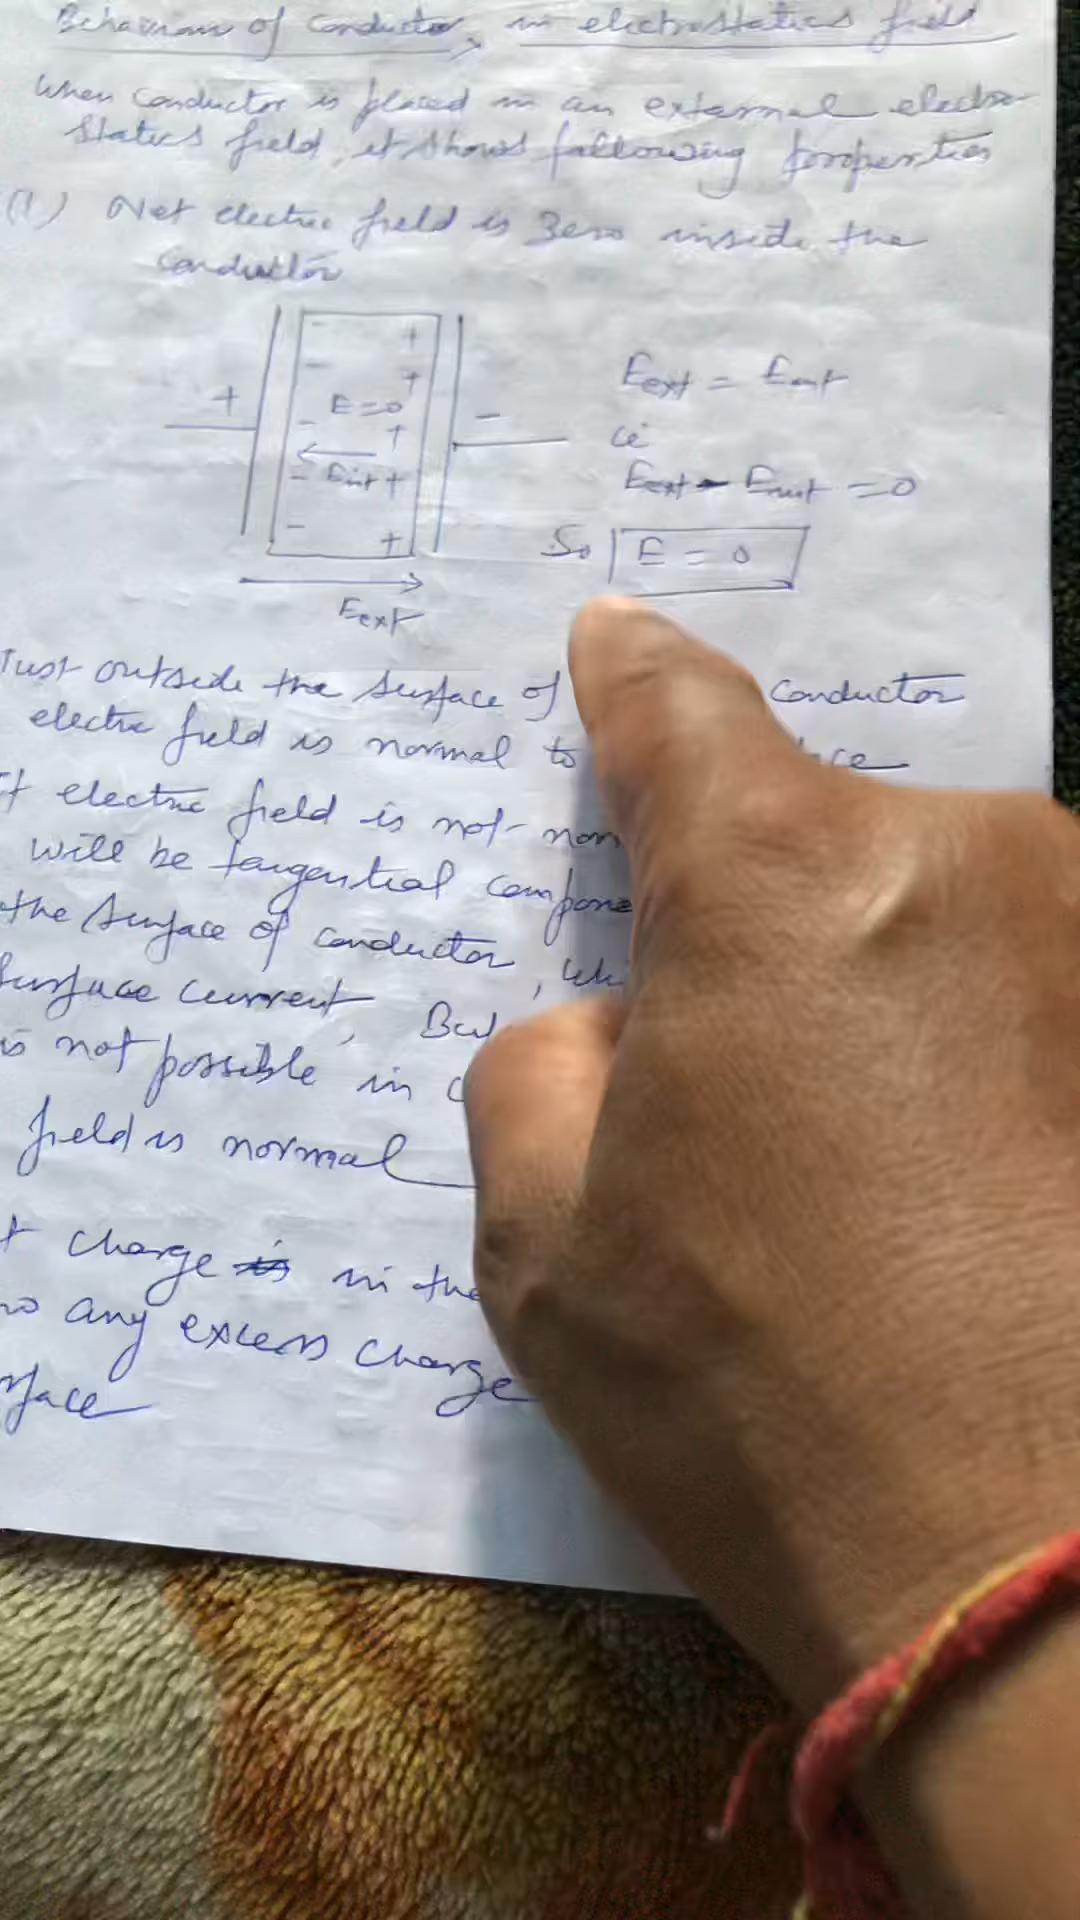 Behaviour of Conductor, in electrostatics field
When Conductor is placed in an external electro-
statics field, it shows following properties
(1) Net electric field is Zero inside the
Conductor
+ - + -
- +
E=0
- +
- Eint +
- +
Eext
Eext = Eint
ie
Eext - Eint = 0
So E = 0
Just outside the surface of conductor
electric field is normal to
If electric field is not
will be tangential
the surface of conductor,
Surface current, But
is not possible in
field is normal
charge is in the
any excess charge